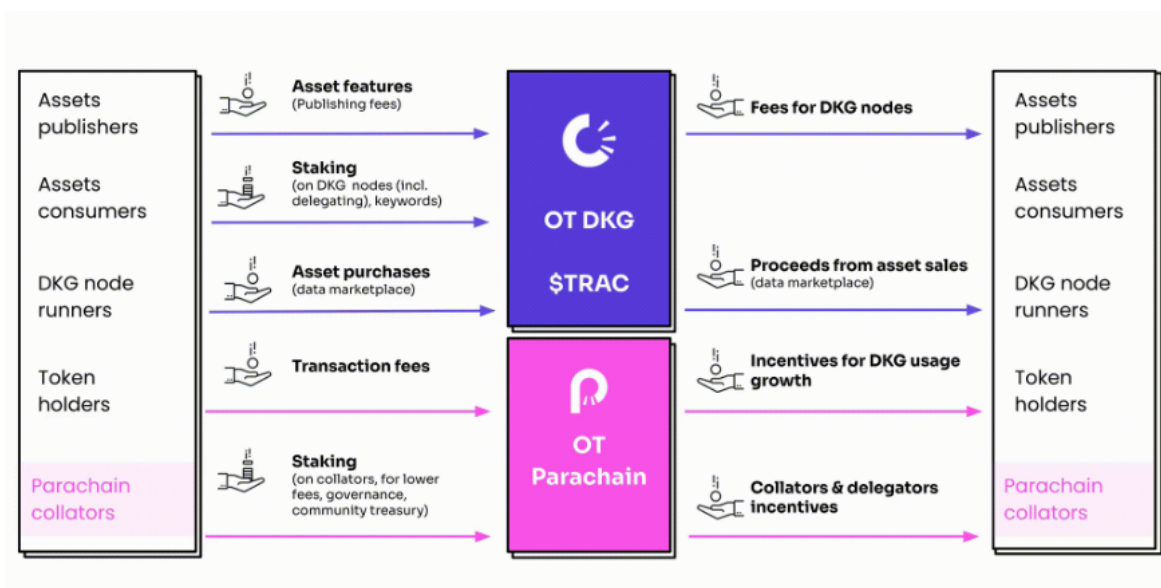 Assets
publishers
Assets
consumers
DKG node
runners
Token
holders
Parachain
collators
Asset features
(Publishing fees)
Staking
(on DKG nodes (incl.
delegating), keywords)
Asset purchases
(data marketplace)
Transaction fees
Staking
(on collators, for lower
fees, governance,
community treasury)
OT DKG
$TRAC
OT
Parachain
Fees for DKG nodes
Proceeds from asset sales
(data marketplace)
Incentives for DKG usage
growth
Collators & delegators
incentives
Assets
publishers
Assets
consumers
DKG node
runners
Token
holders
Parachain
collators